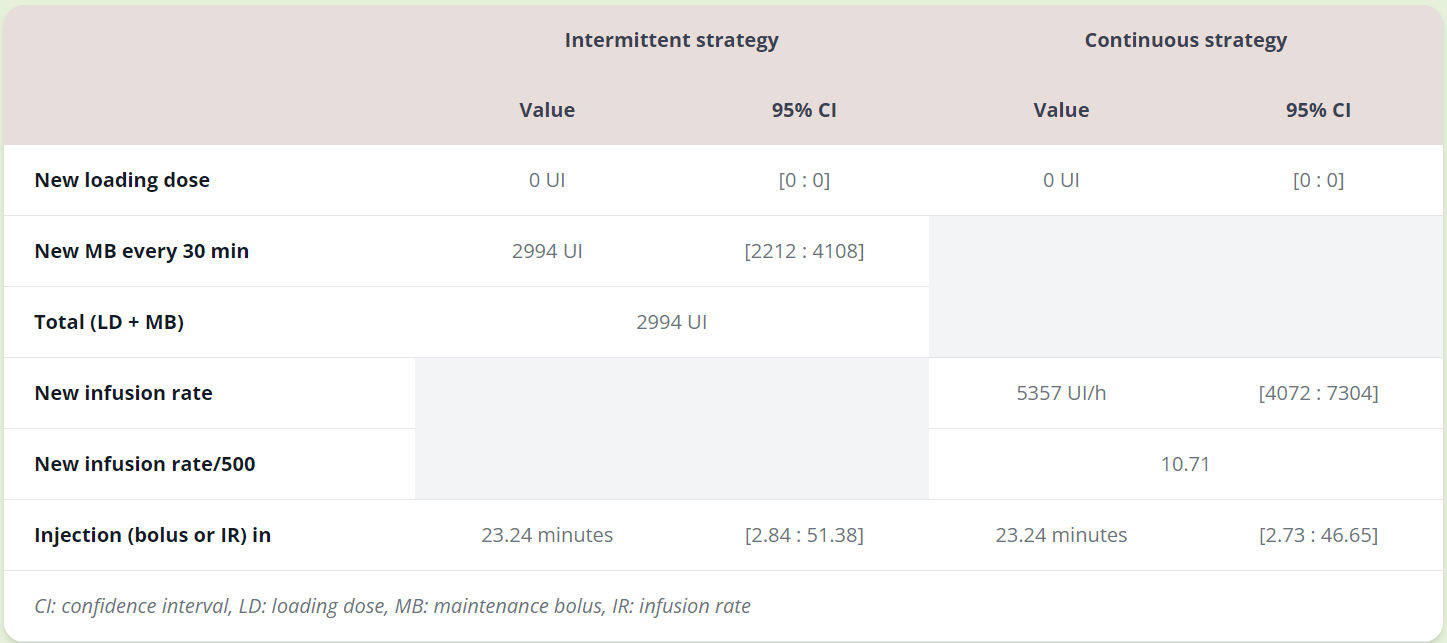 Intermittent strategy Continuous strategy
Value 95% CI Value 95% CI
New loading dose 0 UI [0 : 0] 0 UI [0 : 0]
New MB every 30 min 2994 UI [2212 : 4108]
Total (LD + MB) 2994 UI
New infusion rate 5357 UI/h [4072 : 7304]
New infusion rate/500 10.71
Injection (bolus or IR) in 23.24 minutes [2.84 : 51.38] 23.24 minutes [2.73 : 46.65]
CI: confidence interval, LD: loading dose, MB: maintenance bolus, IR: infusion rate